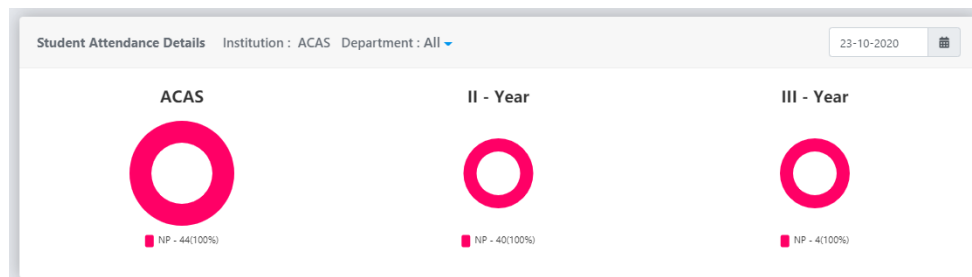 Student Attendance Details Institution : ACAS Department : All
23-10-2020
ACAS
II - Year
III - Year
NP - 44(100%)
NP - 40(100%)
NP - 4(100%)